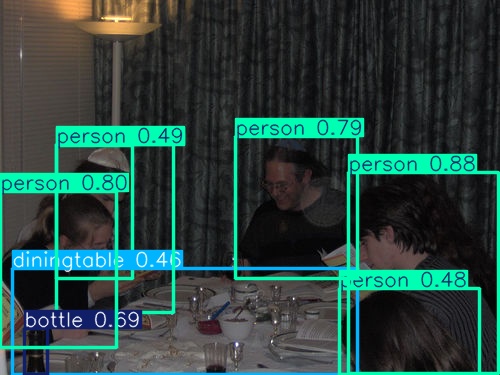 person 0.49
person 0.79
person 0.80
person 0.88
diningtable 0.46
person 0.48
bottle 0.69